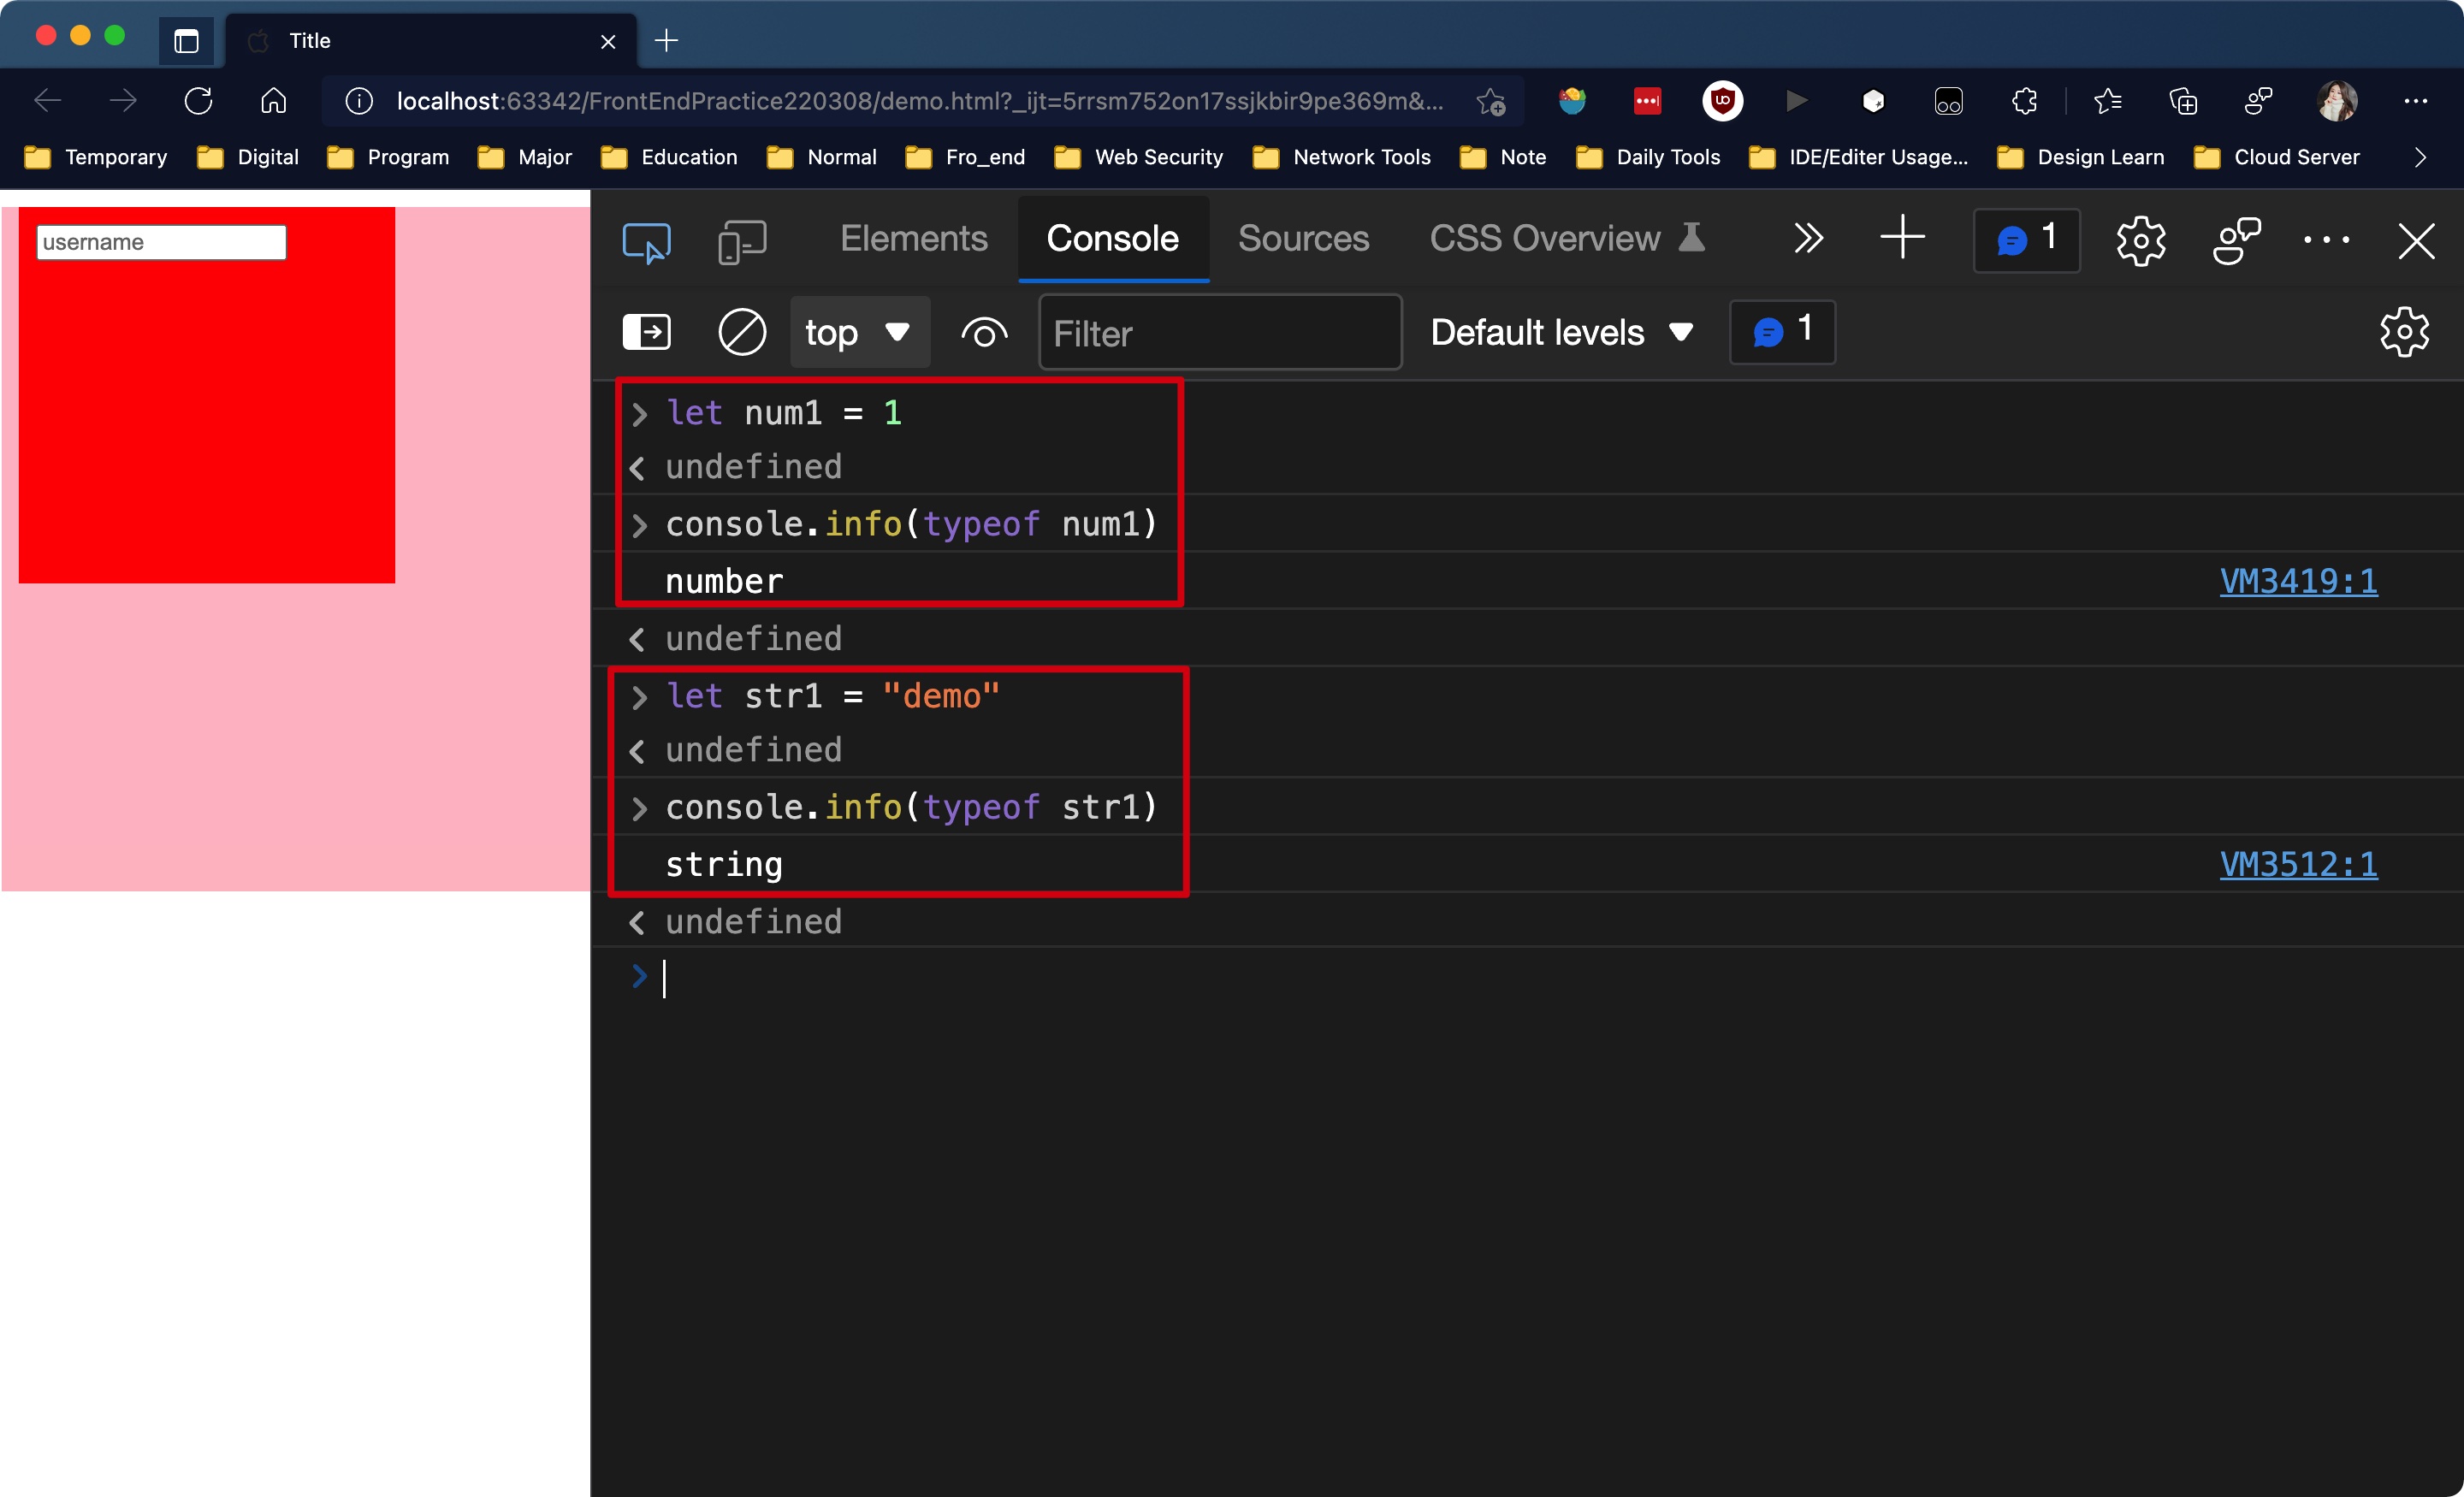 Title
localhost:63342/FrontEndPractice220308/demo.html?_ijt=5rrsm752on17ssjkbir9pe369m&...
Temporary Digital Program Major Education Normal Fro_end Web Security Network Tools Note Daily Tools IDE/Editer Usage... Design Learn Cloud Server
username
Elements Console Sources CSS Overview 1
top Filter Default levels 1
> let num1 = 1
< undefined
> console.info(typeof num1)
number VM3419:1
< undefined
> let str1 = "demo"
< undefined
> console.info(typeof str1)
string VM3512:1
< undefined
>